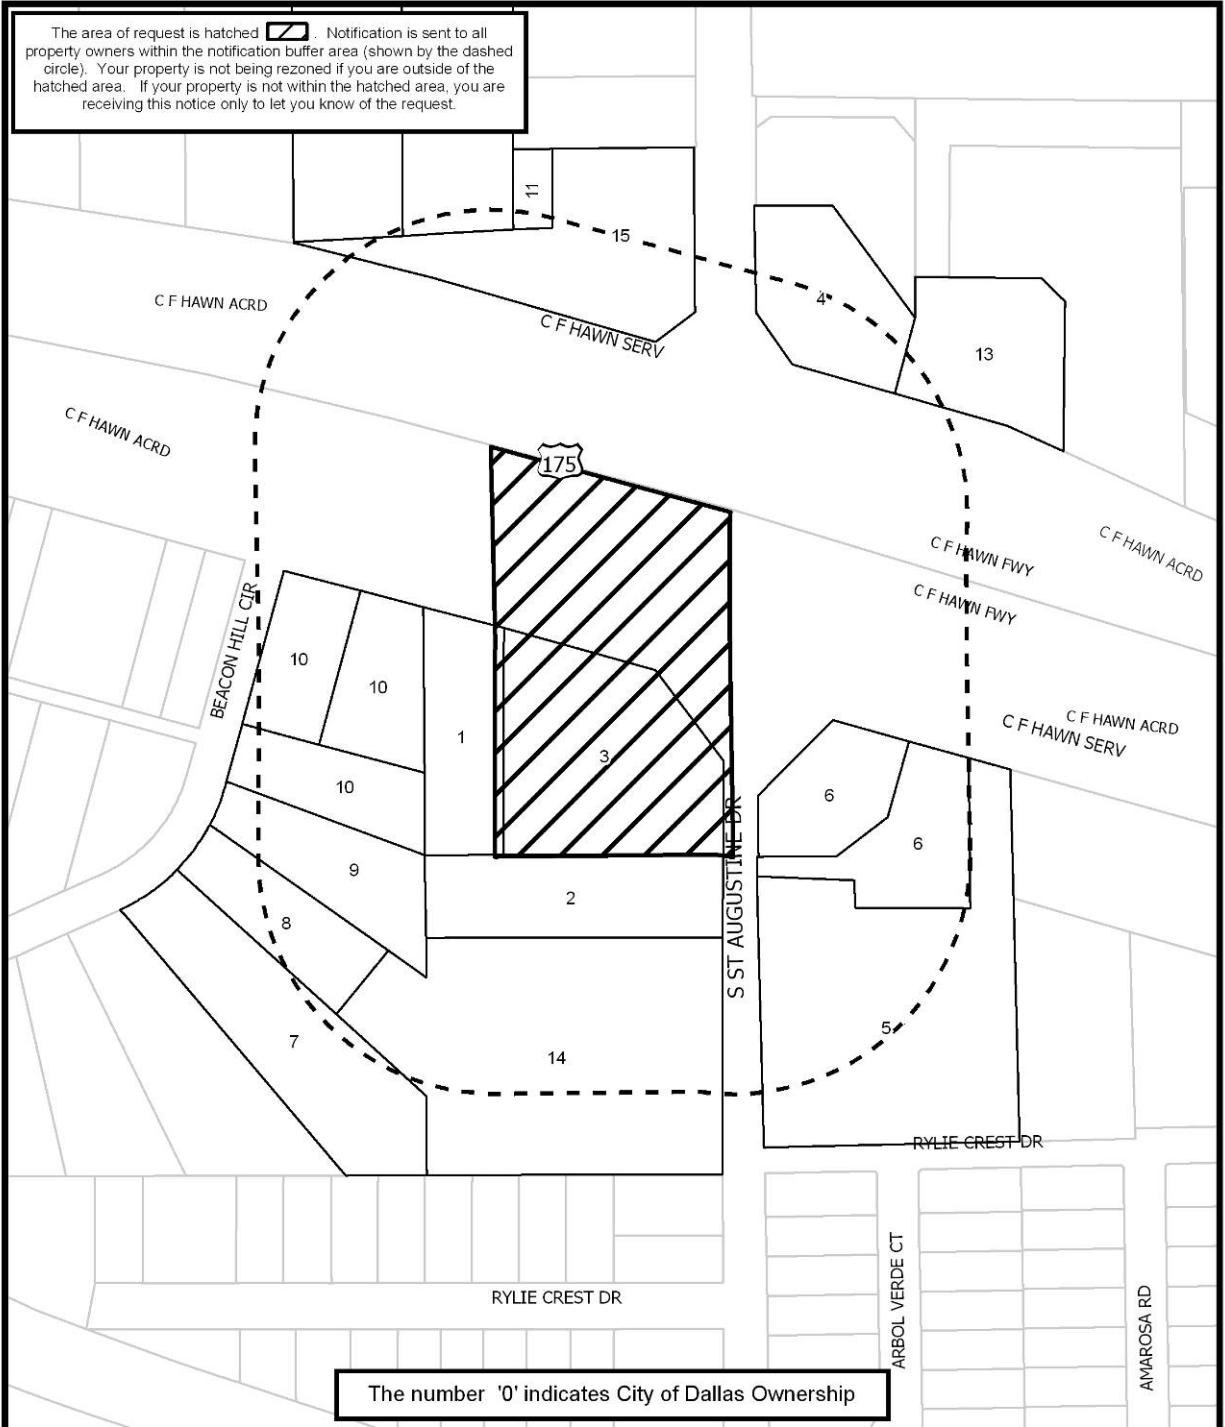 The area of request is hatched . Notification is sent to all
property owners within the notification buffer area (shown by the dashed
circle). Your property is not being rezoned if you are outside of the
hatched area. If your property is not within the hatched area, you are
receiving this notice only to let you know of the request.
11
15
4
13
C F HAWN ACRD
C F HAWN SERV
C F HAWN ACRD
175
C F HAWN FWY
C F HAWN ACRD
C F HAWN FWY
BEACON HILL CIR
10
10
1
3
10
C F HAWN ACRD
C F HAWN SERV
6
6
9
2
8
S ST AUGUSTINE DR
7
14
5
RYLIE CREST DR
RYLIE CREST DR
ARBOL VERDE CT
AMAROSA RD
The number '0' indicates City of Dallas Ownership